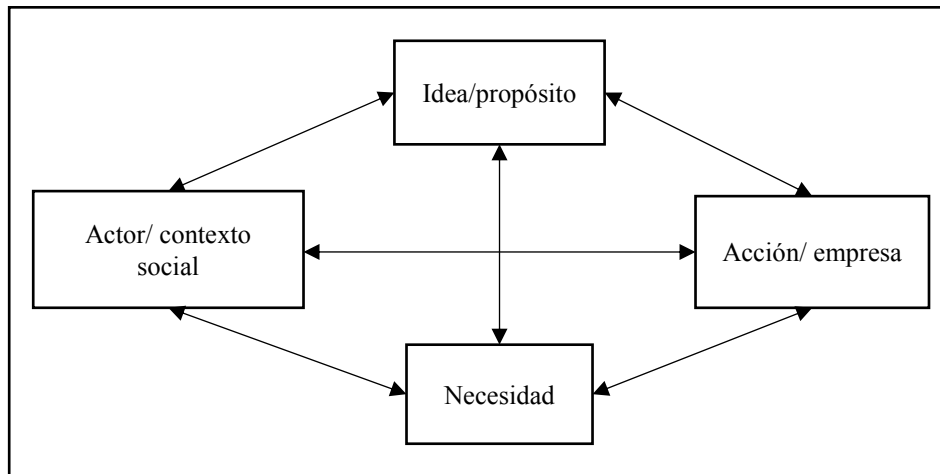 Idea/propósito
Actor/ contexto
social
Acción/ empresa
Necesidad